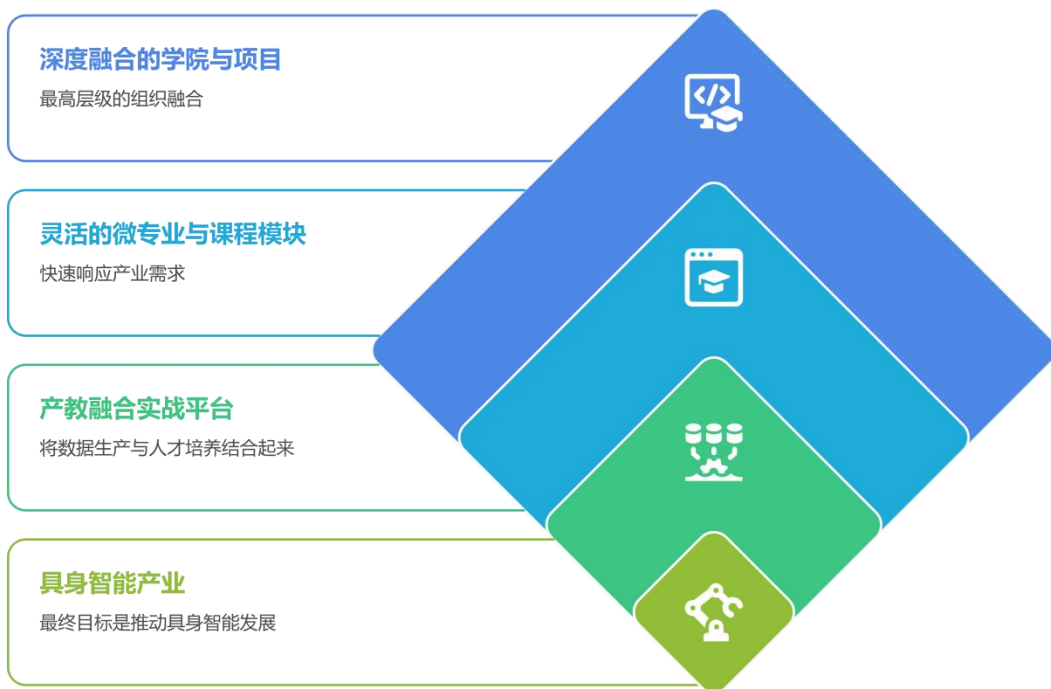 深度融合的学院与项目
最高层级的组织融合
灵活的微专业与课程模块
快速响应产业需求
产教融合实战平台
将数据生产与人才培养结合起来
具身智能产业
最终目标是推动具身智能发展